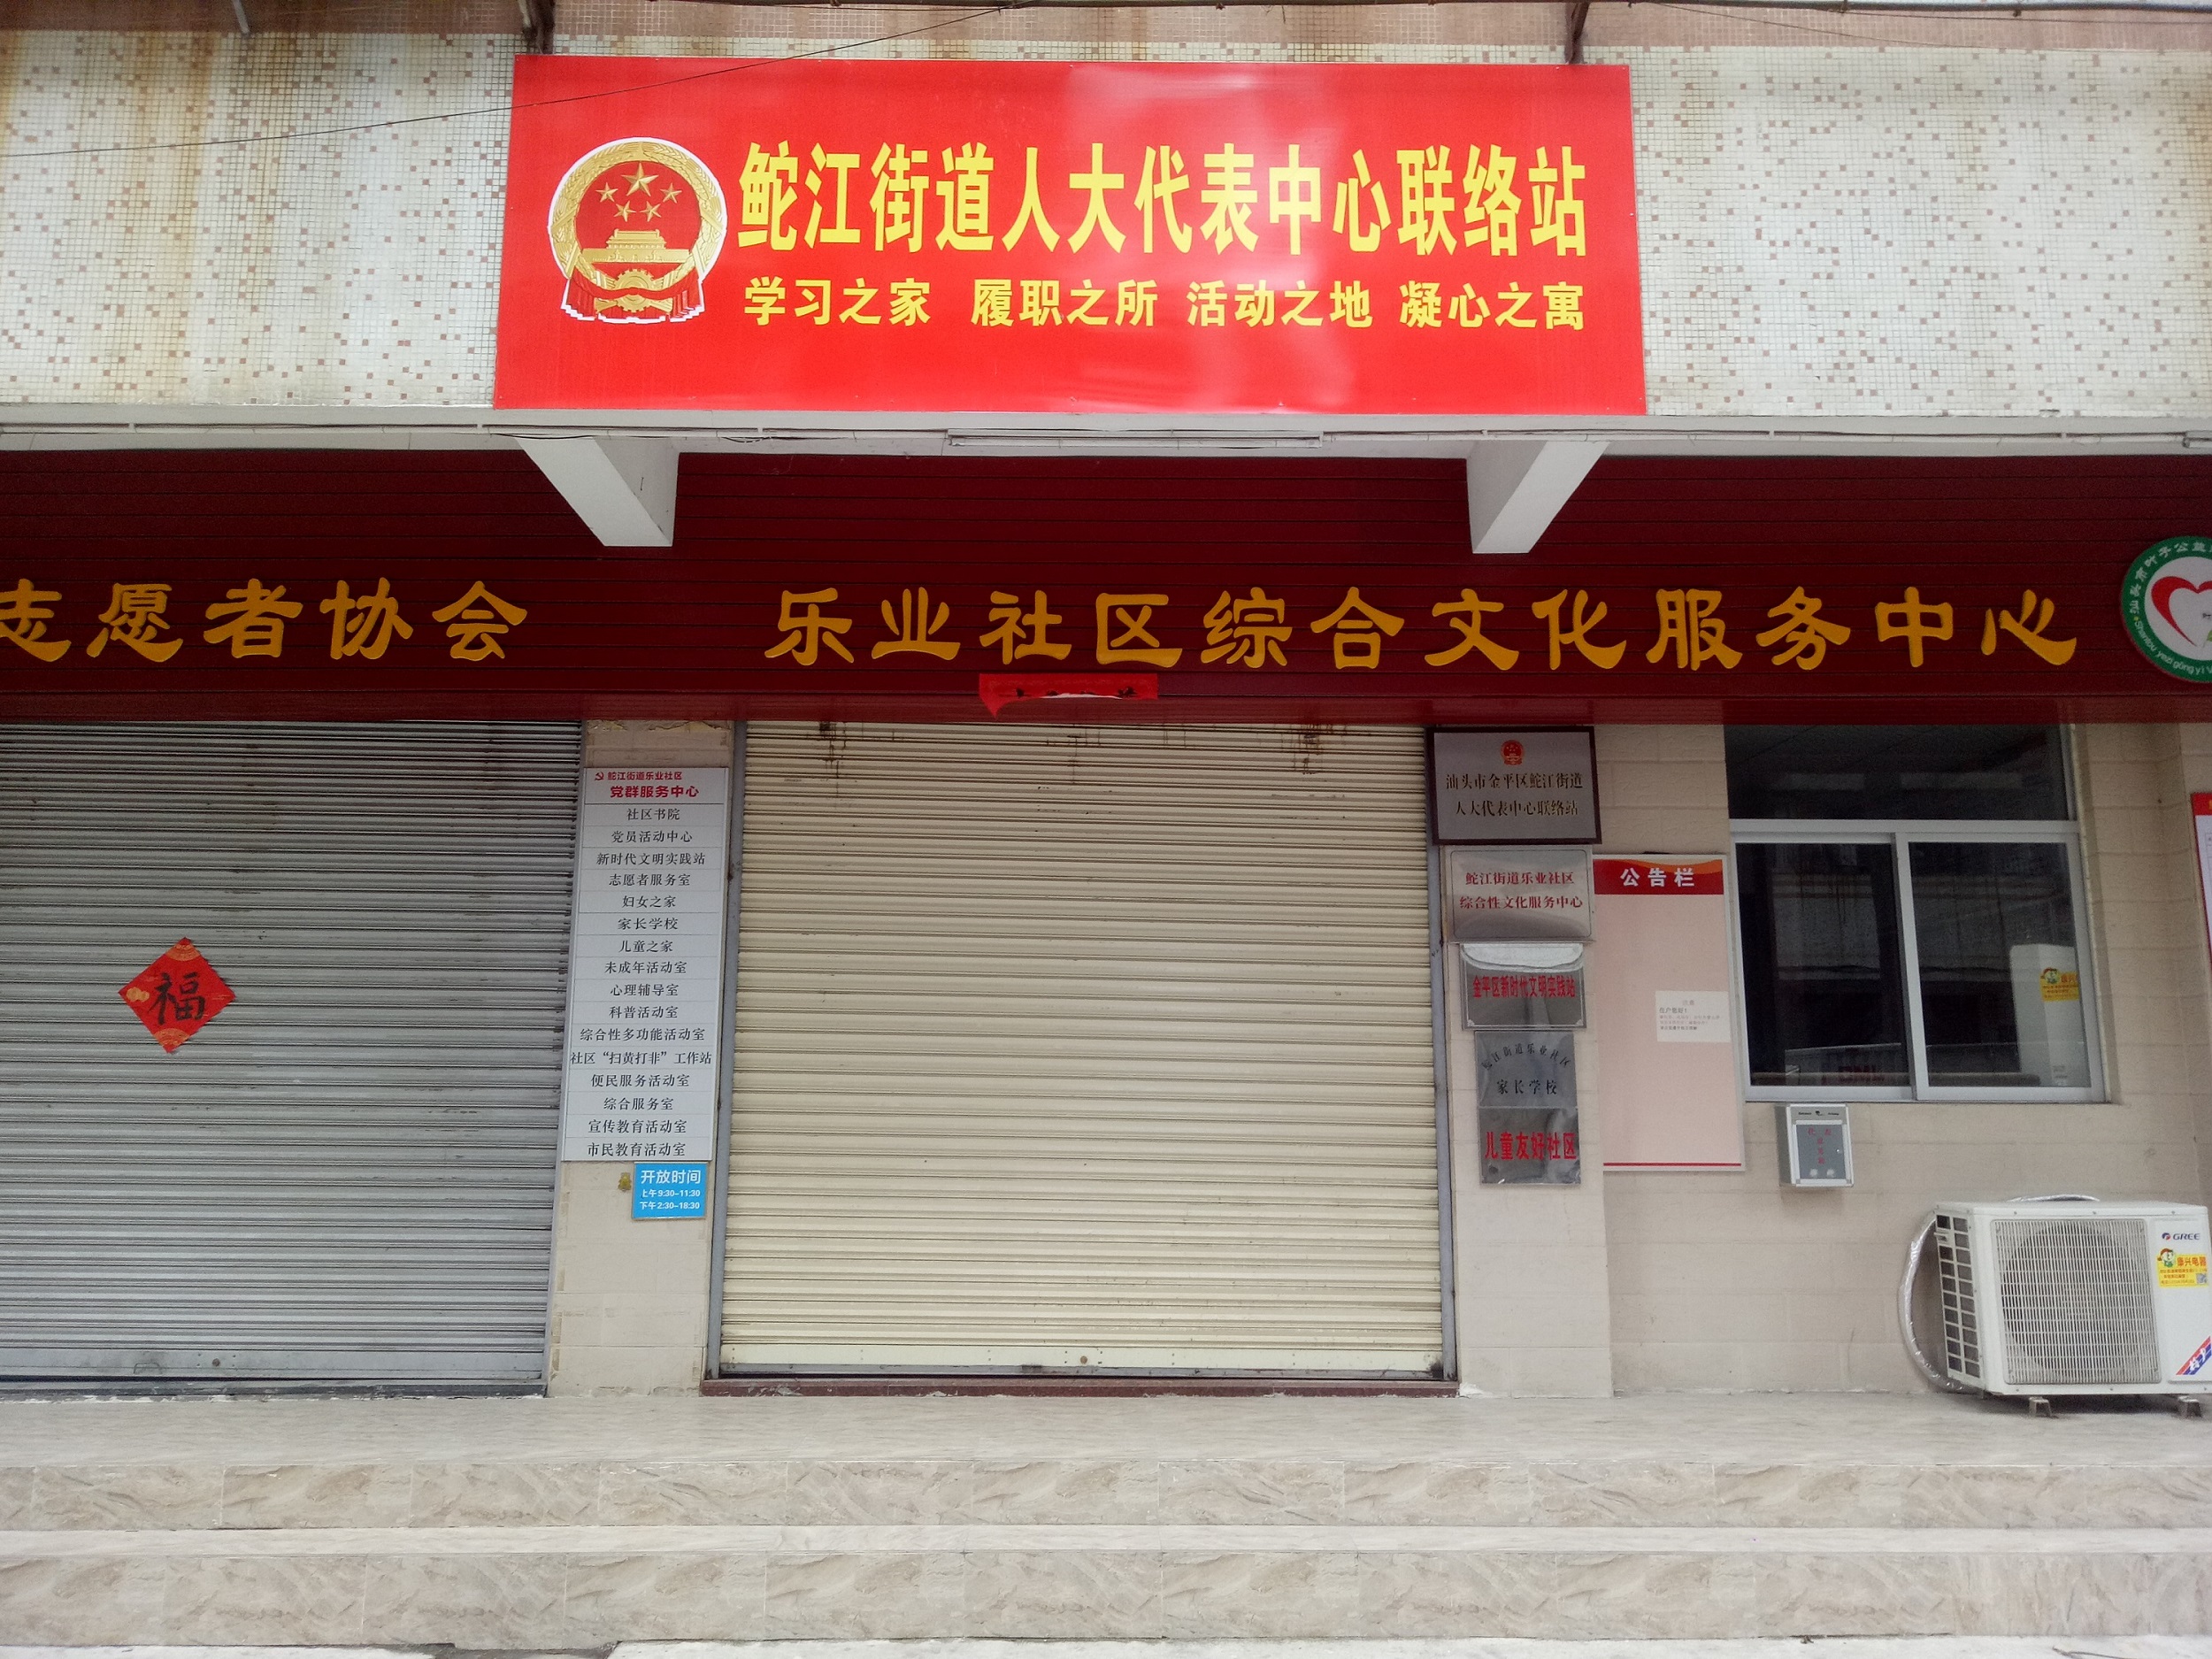 鮀江街道人大代表中心联络站
学习之家 履职之所 活动之地 凝心之寓
志愿者协会 乐业社区综合文化服务中心
福
鮀江街道乐业社区
党群服务中心
社区书院
党员活动中心
新时代文明实践站
志愿者服务室
妇女之家
家长学校
儿童之家
未成年活动室
心理辅导室
科普活动室
综合性多功能活动室
社区“扫黄打非”工作站
便民服务活动室
综合服务室
宣传教育活动室
市民教育活动室
开放时间
上午9:30-11:30
下午2:30-18:30
汕头市金平区鮀江街道
人大代表中心联络站
鮀江街道乐业社区
综合性文化服务中心
金平区新时代文明实践站
江街道乐业社区
家长学校
儿童友好社区
公告栏
GREE